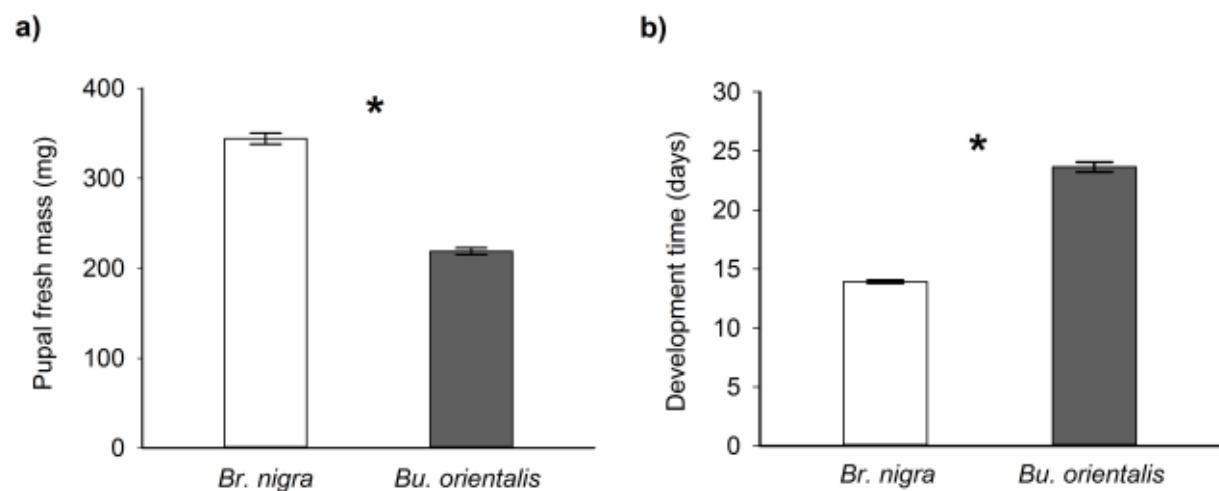 a)
Pupal fresh mass (mg)
400
300
200
100
0
*
Br. nigra
Bu. orientalis
b)
Development time (days)
30
25
20
15
10
5
0
*
Br. nigra
Bu. orientalis